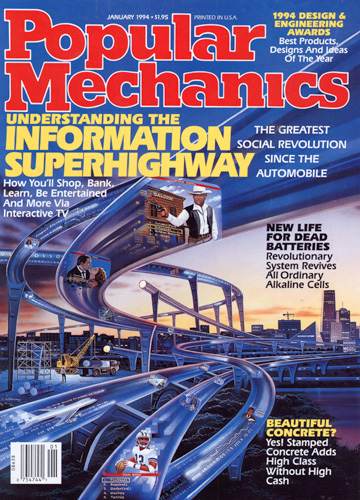 JANUARY 1994 • $1.95
PRINTED IN U.S.A.
Popular
Mechanics
1994 DESIGN &
ENGINEERING
AWARDS
Best Products,
Designs And Ideas
Of The Year
UNDERSTANDING THE
INFORMATION
SUPERHIGHWAY
THE GREATEST
SOCIAL REVOLUTION
SINCE THE
AUTOMOBILE
How You'll Shop, Bank,
Learn, Be Entertained
And More Via
Interactive TV
NEW LIFE
FOR DEAD
BATTERIES
Revolutionary
System Revives
All Ordinary
Alkaline Cells
BEAUTIFUL
CONCRETE?
Yes! Stamped
Concrete Adds
High Class
Without High
Cash
SALOON
12
01